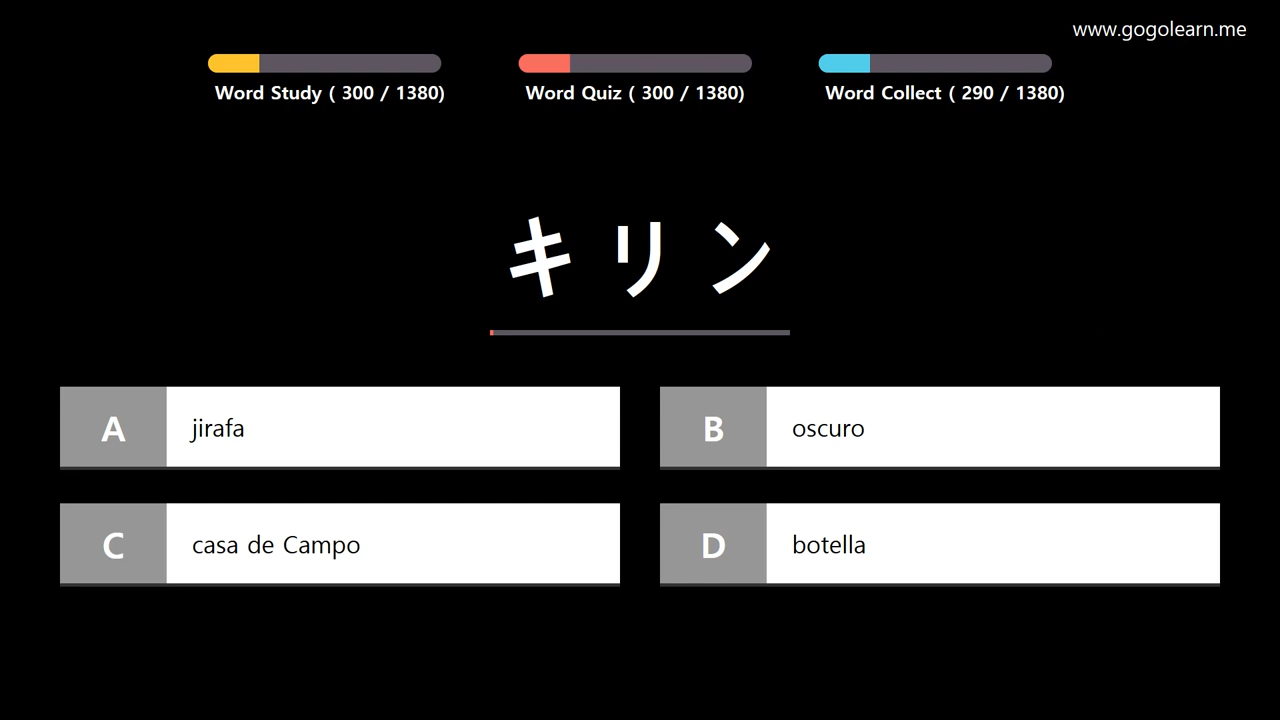 www.gogolearn.me
Word Study ( 300 / 1380)
Word Quiz ( 300 / 1380)
Word Collect ( 290 / 1380)
キリン
A jirafa
B oscuro
C casa de Campo
D botella